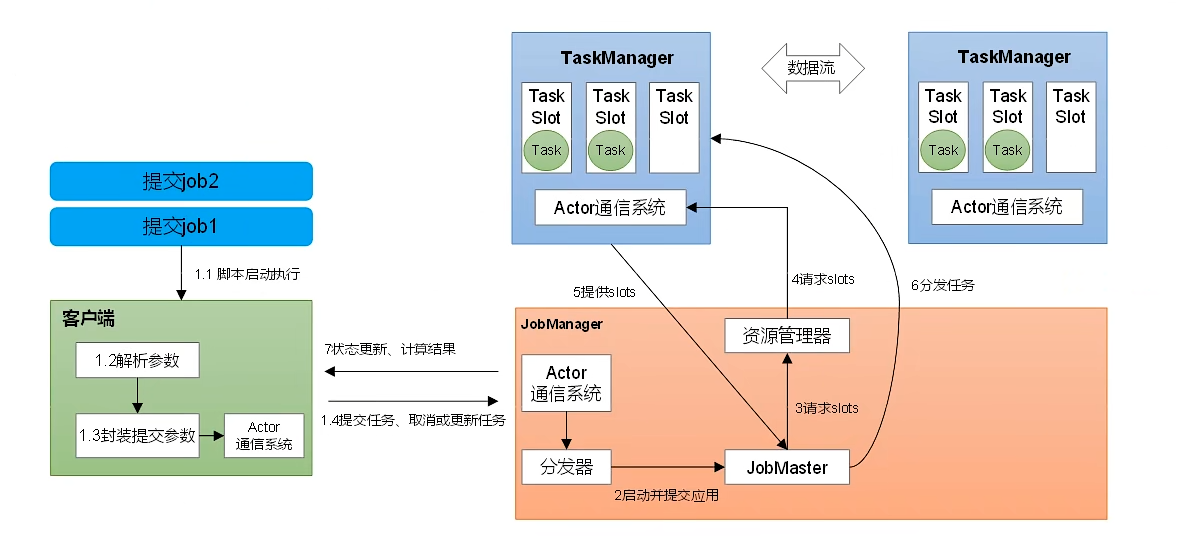 提交job2
提交job1
1.1 脚本启动执行
客户端
1.2解析参数
1.3封装提交参数
Actor
通信系统
7状态更新、计算结果
1.4提交任务、取消或更新任务
TaskManager
Task
Slot
Task
Task
Slot
Task
Task
Slot
Actor通信系统
数据流
TaskManager
Task
Slot
Task
Task
Slot
Task
Task
Slot
Actor通信系统
5提供slots
4请求slots
6分发任务
JobManager
资源管理器
Actor
通信系统
3请求slots
分发器
JobMaster
2启动并提交应用